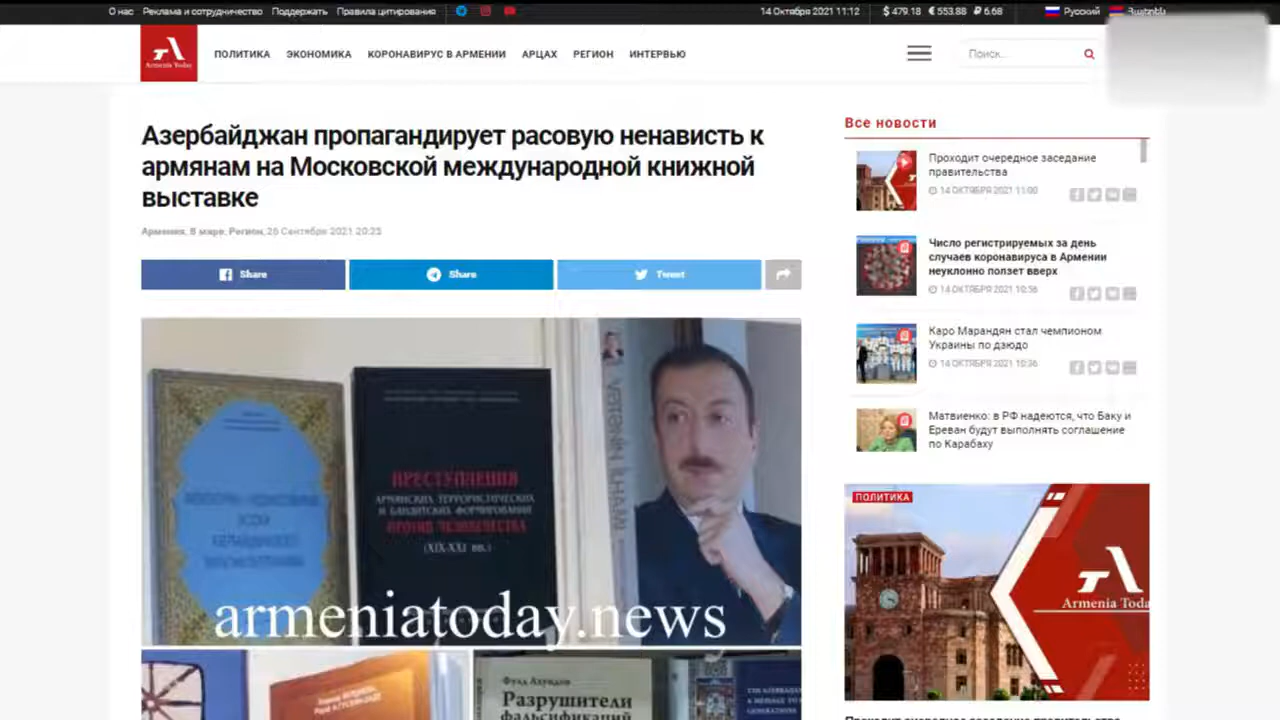 О нас Реклама и сотрудничество Поддержать Правила цитирования
14 Октября 2021 11:12
$ 479.18 € 553.88 ₽ 6.68
Русский Հայերեն
Armenia Today
ПОЛИТИКА ЭКОНОМИКА КОРОНАВИРУС В АРМЕНИИ АРЦАХ РЕГИОН ИНТЕРВЬЮ
Поиск...
Азербайджан пропагандирует расовую ненависть к
армянам на Московской международной книжной
выставке
Армения, В мире, Регион, 26 Сентября 2021 20:25
Share
Share
Tweet
ПРЕСТУПЛЕНИЯ
АРМЯНСКИХ ТЕРРОРИСТИЧЕСКИХ
И БАНДИТСКИХ ФОРМИРОВАНИЙ
ПРОТИВ ЧЕЛОВЕЧЕСТВА
(XIX-XXI вв.)
armeniatoday.news
Фуад Ахундов
Разрушители
фальсификаций
Все новости
Проходит очередное заседание
правительства
14 ОКТЯБРЯ 2021 11:00
Число регистрируемых за день
случаев коронавируса в Армении
неуклонно ползет вверх
14 ОКТЯБРЯ 2021 10:56
Каро Марандян стал чемпионом
Украины по дзюдо
14 ОКТЯБРЯ 2021 10:36
Матвиенко: в РФ надеются, что Баку и
Ереван будут выполнять соглашение
по Карабаху
ПОЛИТИКА
Armenia Toda
Проходит очередное заседание правительства